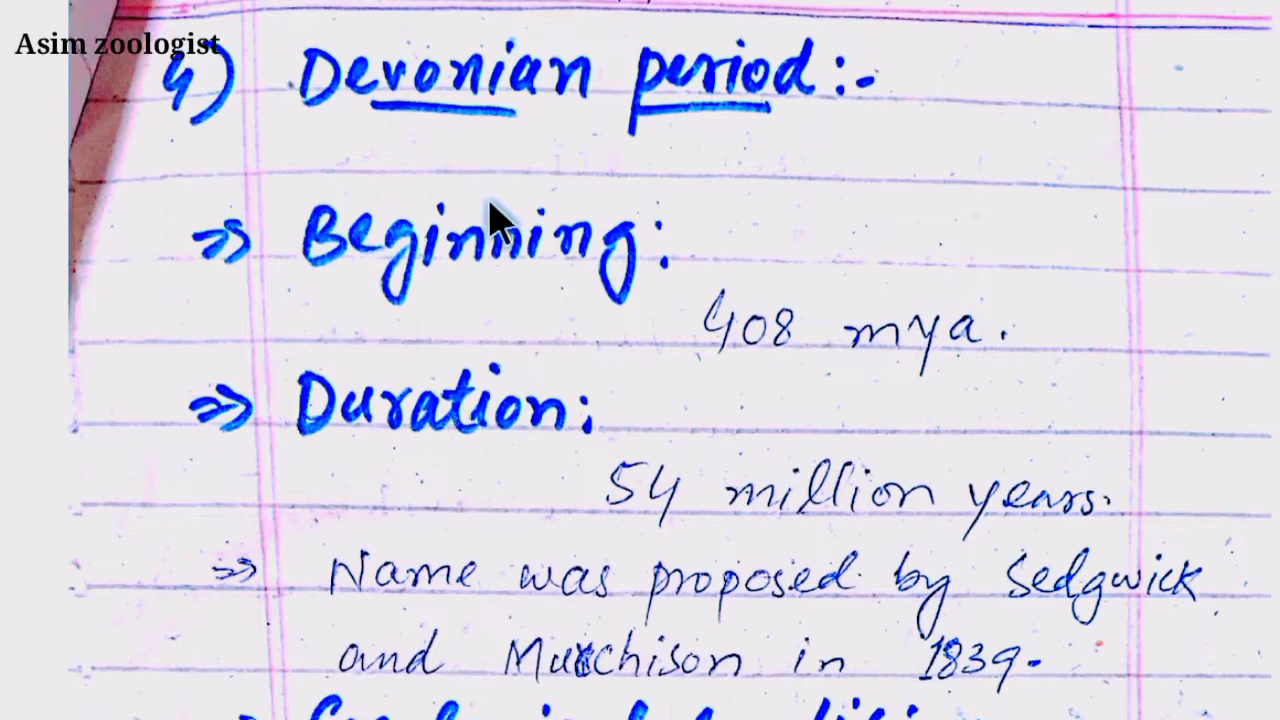 Asim zoologist
4) Devonian period:-
⇒ Beginning:
408 mya.
⇒ Duration:
54 million years.
⇒ Name was proposed by Sedgwick
and Murchison in 1839.